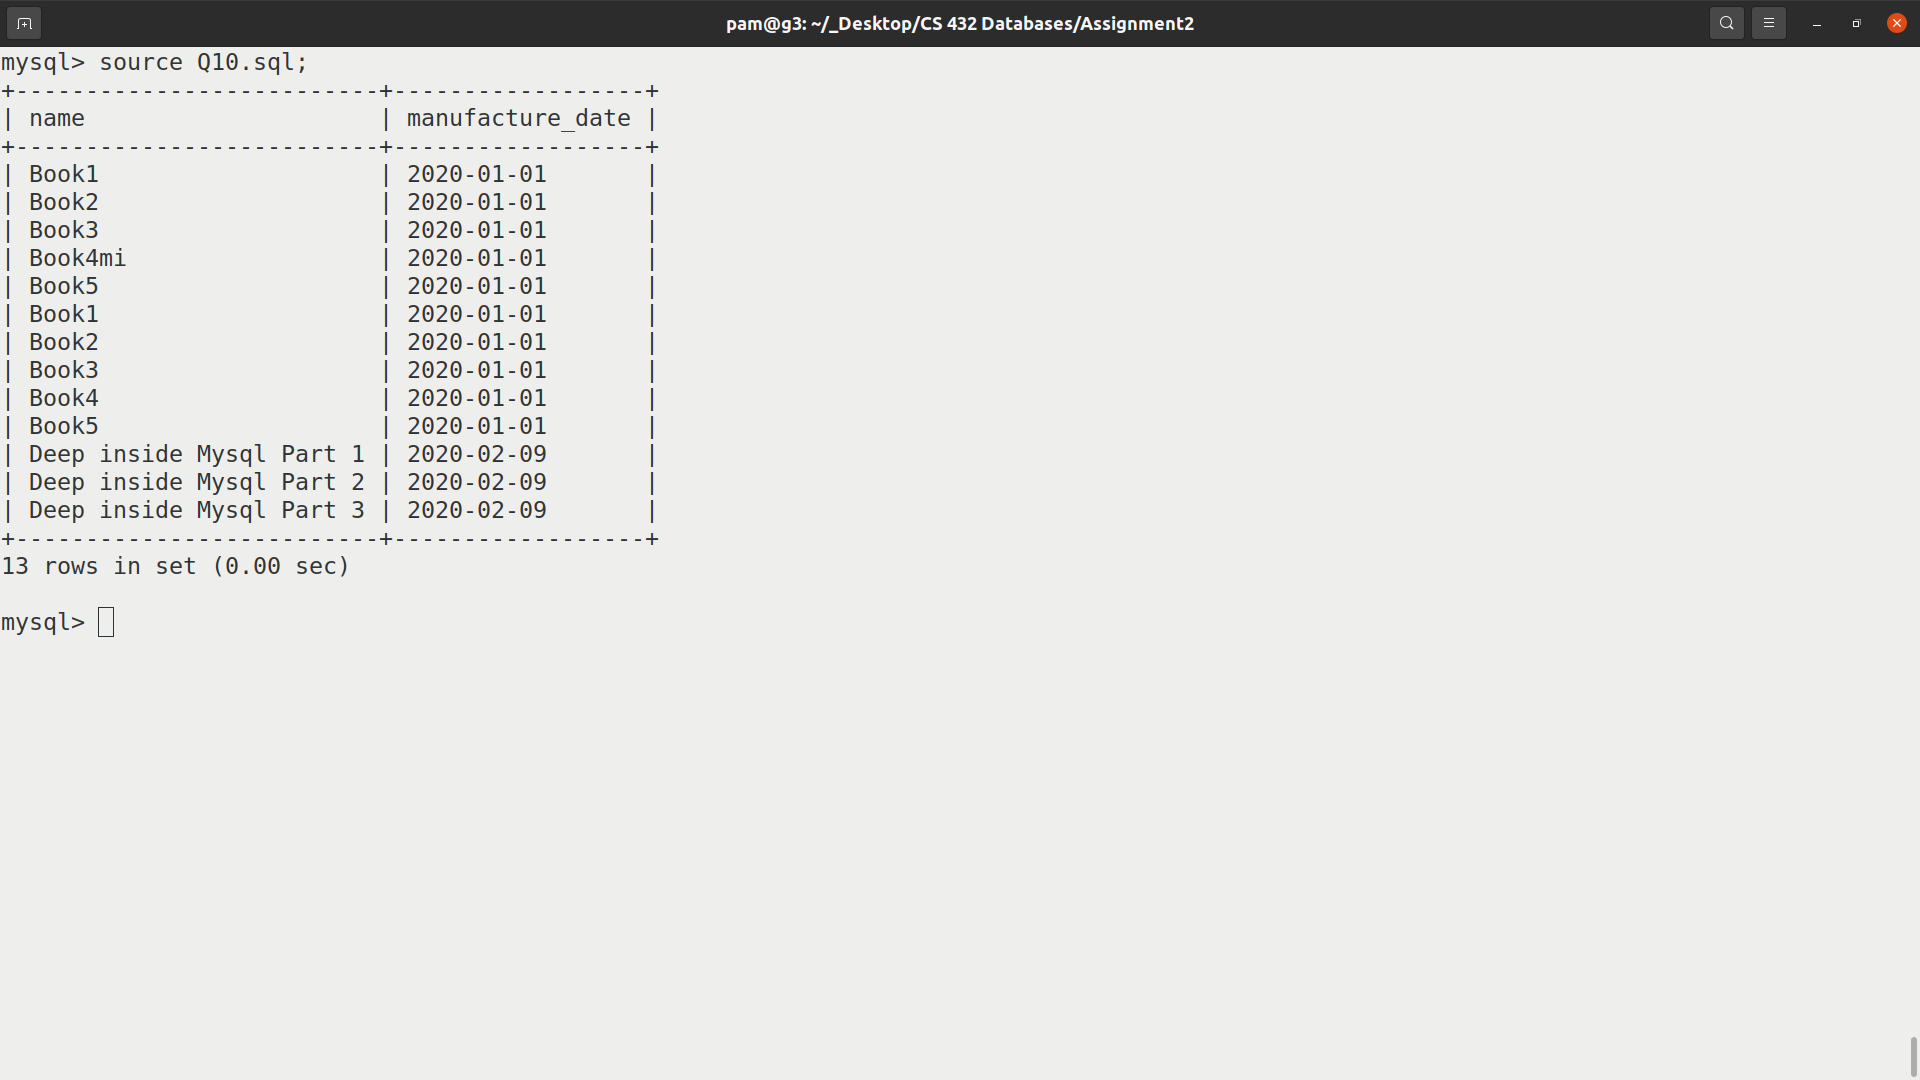 pam@g3: ~/_Desktop/CS 432 Databases/Assignment2
mysql> source Q10.sql;
+--------------------------+------------------+
| name                     | manufacture_date |
+--------------------------+------------------+
| Book1                    | 2020-01-01       |
| Book2                    | 2020-01-01       |
| Book3                    | 2020-01-01       |
| Book4mi                  | 2020-01-01       |
| Book5                    | 2020-01-01       |
| Book1                    | 2020-01-01       |
| Book2                    | 2020-01-01       |
| Book3                    | 2020-01-01       |
| Book4                    | 2020-01-01       |
| Book5                    | 2020-01-01       |
| Deep inside Mysql Part 1 | 2020-02-09       |
| Deep inside Mysql Part 2 | 2020-02-09       |
| Deep inside Mysql Part 3 | 2020-02-09       |
+--------------------------+------------------+
13 rows in set (0.00 sec)
mysql>